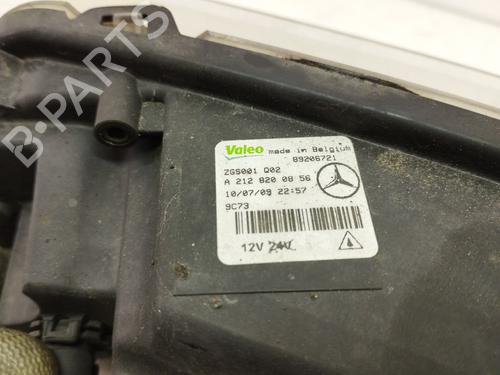 Valeo made in Belgium
89206721
ZGS001 Q02
A 212 820 08 56
10/07/09 22:57
9C73
12V 24V
B-PARTS